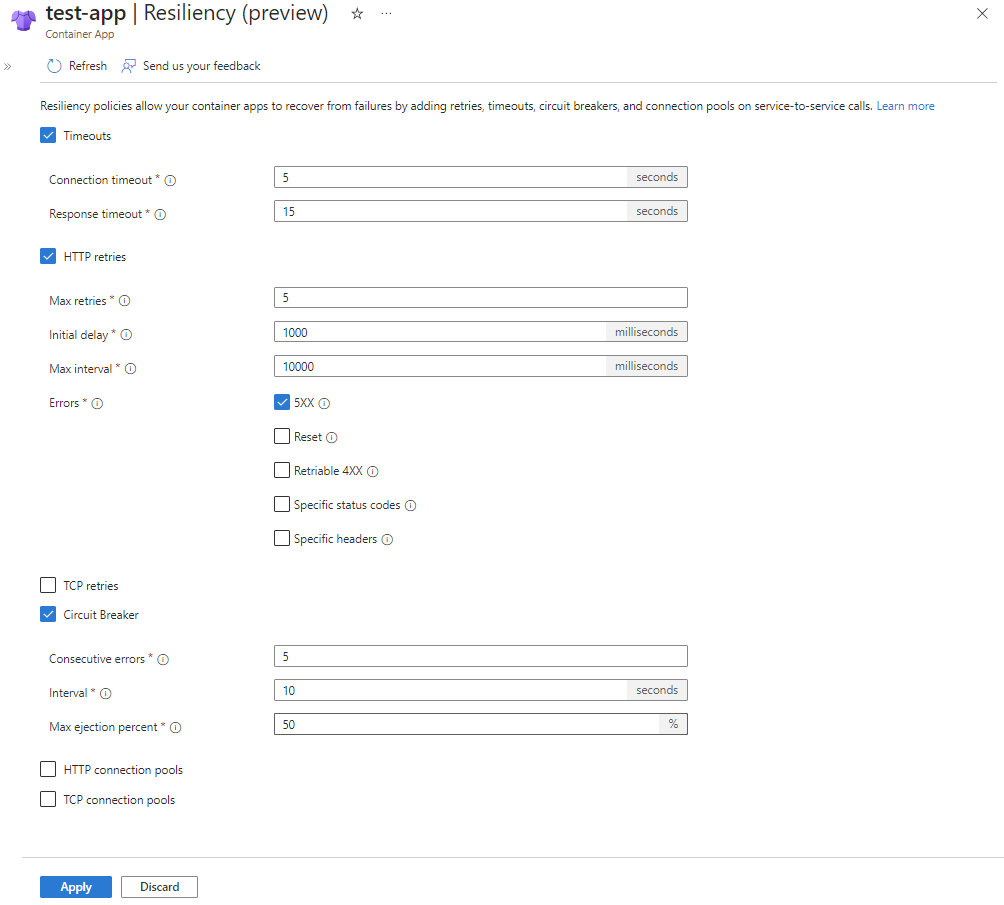 test-app | Resiliency (preview) ☆ ...
Container App
» Refresh Send us your feedback
Resiliency policies allow your container apps to recover from failures by adding retries, timeouts, circuit breakers, and connection pools on service-to-service calls. Learn more
Timeouts
Connection timeout * 5 seconds
Response timeout * 15 seconds
HTTP retries
Max retries * 5
Initial delay * 1000 milliseconds
Max interval * 10000 milliseconds
Errors * 5XX
Reset
Retriable 4XX
Specific status codes
Specific headers
TCP retries
Circuit Breaker
Consecutive errors * 5
Interval * 10 seconds
Max ejection percent * 50 %
HTTP connection pools
TCP connection pools
Apply Discard